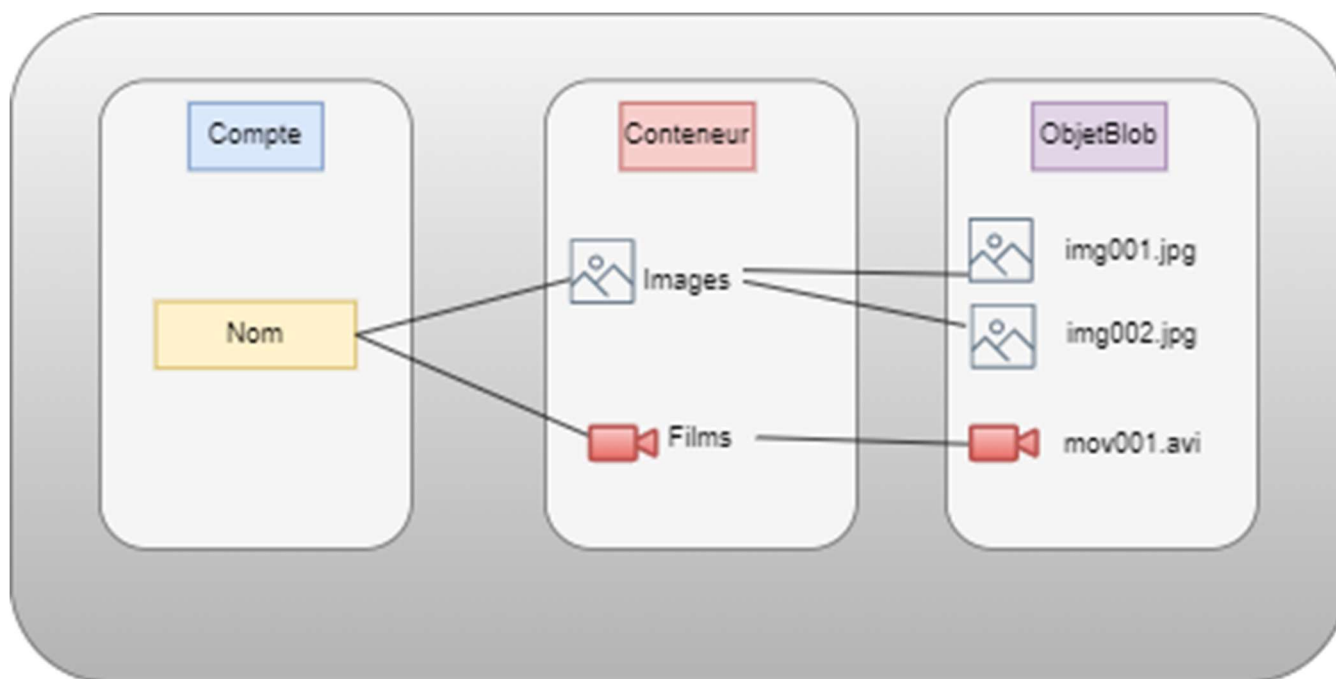 Compte
Nom
Conteneur
Images
Films
ObjetBlob
img001.jpg
img002.jpg
mov001.avi